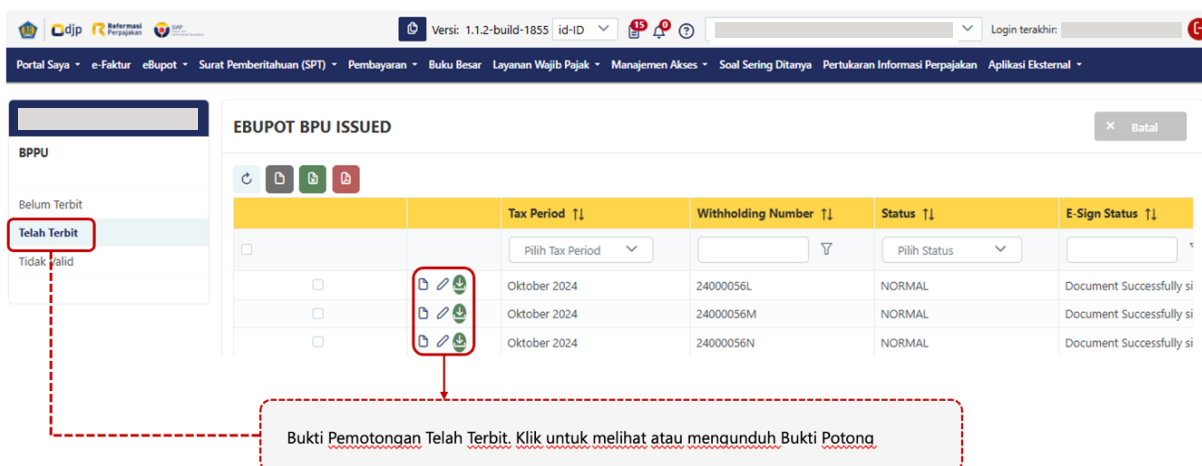 djp Reformasi Perpajakan
Versi: 1.1.2-build-1855 id-ID 15 Login terakhir:
Portal Saya e-Faktur eBupot Surat Pemberitahuan (SPT) Pembayaran Buku Besar Layanan Wajib Pajak Manajemen Akses Soal Sering Ditanya Pertukaran Informasi Perpajakan Aplikasi Eksternal
EBUPOT BPU ISSUED
× Batal
BPPU
Belum Terbit
Telah Terbit
Tidak Valid
Tax Period Withholding Number Status E-Sign Status
Pilih Tax Period Pilih Status
Oktober 2024 24000056L NORMAL Document Successfully si
Oktober 2024 24000056M NORMAL Document Successfully si
Oktober 2024 24000056N NORMAL Document Successfully si
Bukti Pemotongan Telah Terbit. Klik untuk melihat atau mengunduh Bukti Potong